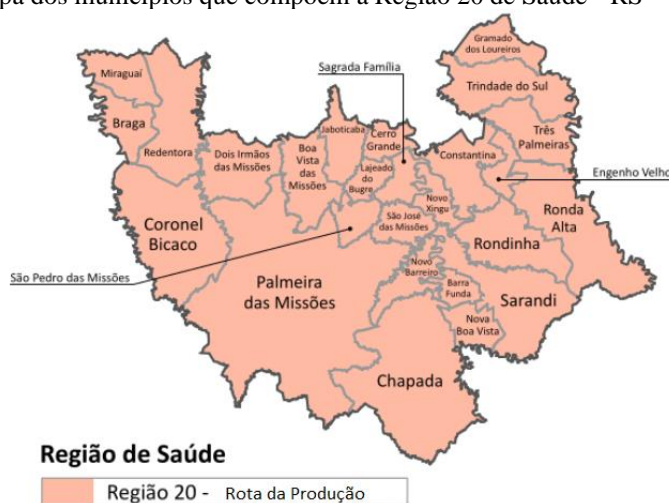 pa dos municípios que compõem a Região 20 de Saúde - RS
Gramado
dos Loureiros
Miraguaí
Sagrada Família
Trindade do Sul
Braga
Jaboticaba
Cerro
Grande
Três
Palmeiras
Redentora
Dois Irmãos
das Missões
Boa
Vista
das
Missões
Constantina
Lajeado
do
Bugre
Engenho Velho
Novo
Xingu
Coronel
Bicaco
São José
das Missões
Ronda
Alta
Rondinha
São Pedro das Missões
Palmeira
das Missões
Novo
Barreiro
Barra
Funda
Sarandi
Nova
Boa Vista
Chapada
Região de Saúde
Região 20 - Rota da Produção